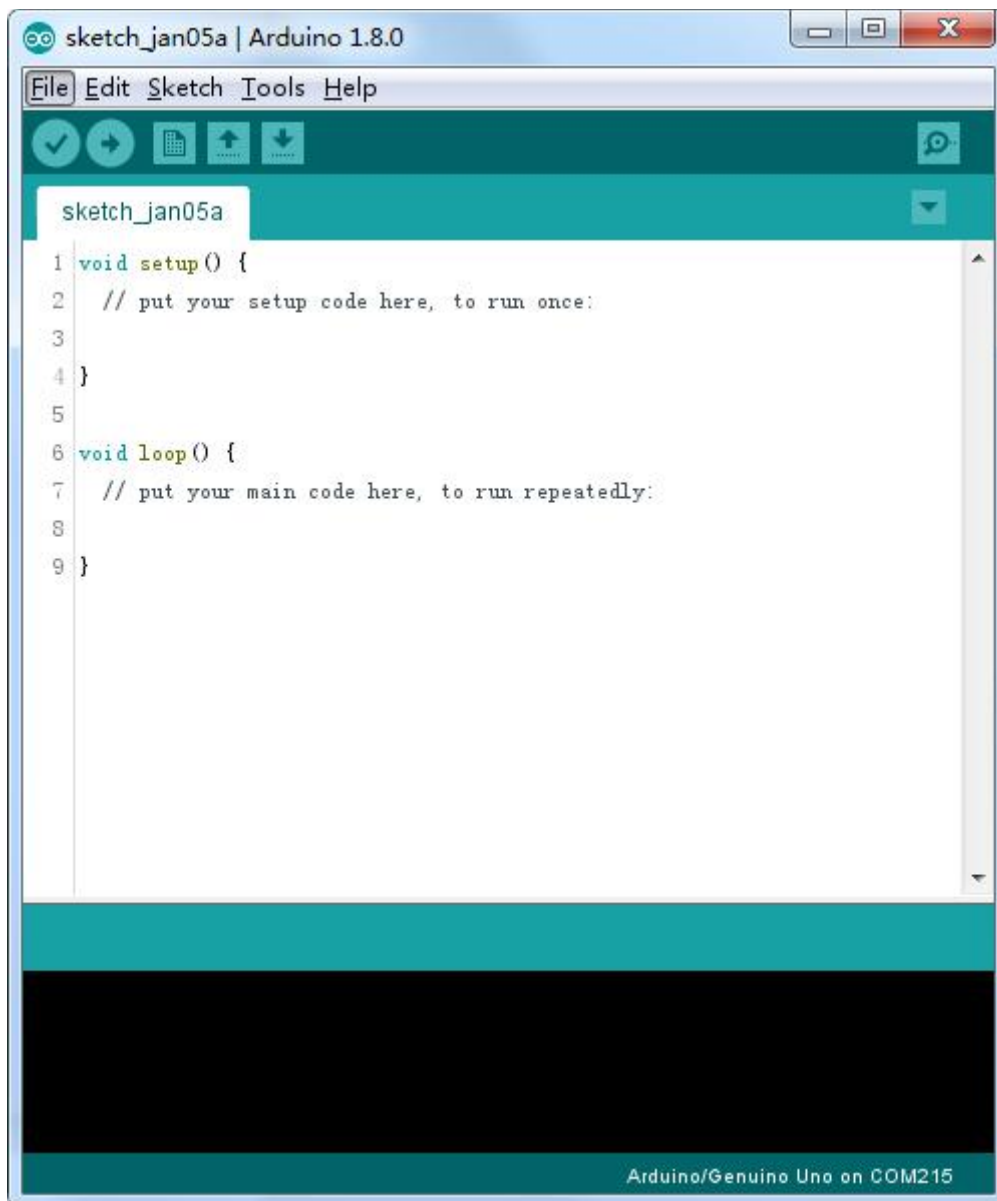 sketch_jan05a | Arduino 1.8.0
File Edit Sketch Tools Help
sketch_jan05a
1 void setup() {
2   // put your setup code here, to run once:
3
4 }
5
6 void loop() {
7   // put your main code here, to run repeatedly:
8
9 }
Arduino/Genuino Uno on COM215